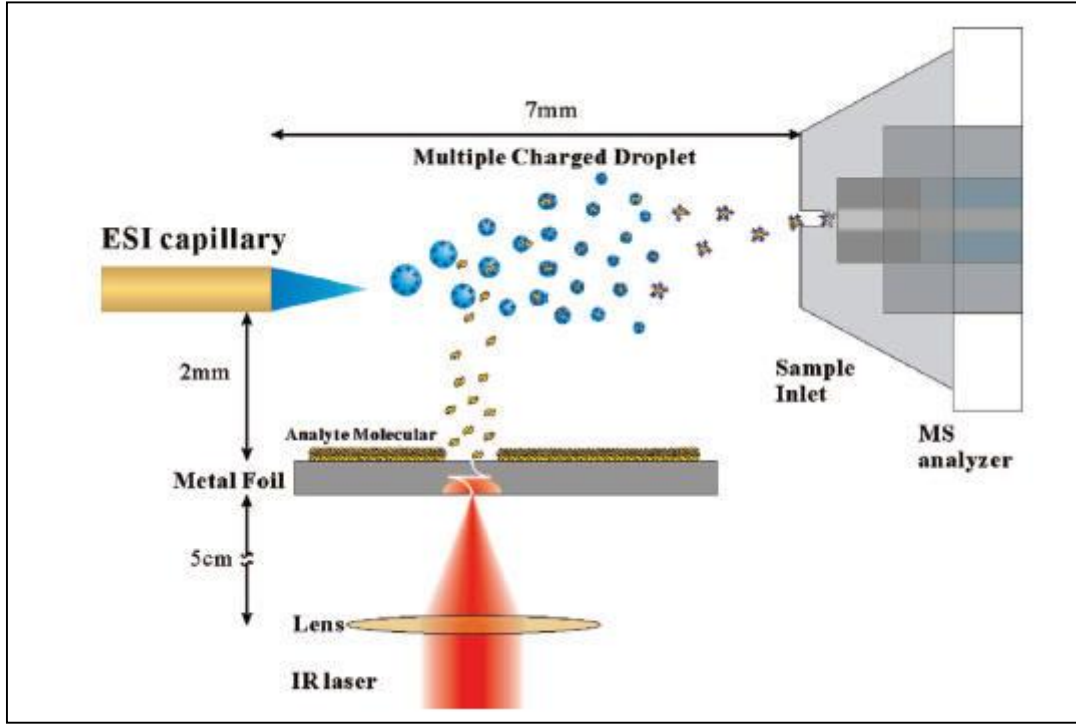 7mm
Multiple Charged Droplet
ESI capillary
2mm
Sample
Inlet
Analyte Molecular
MS
analyzer
Metal Foil
5cm
Lens
IR laser